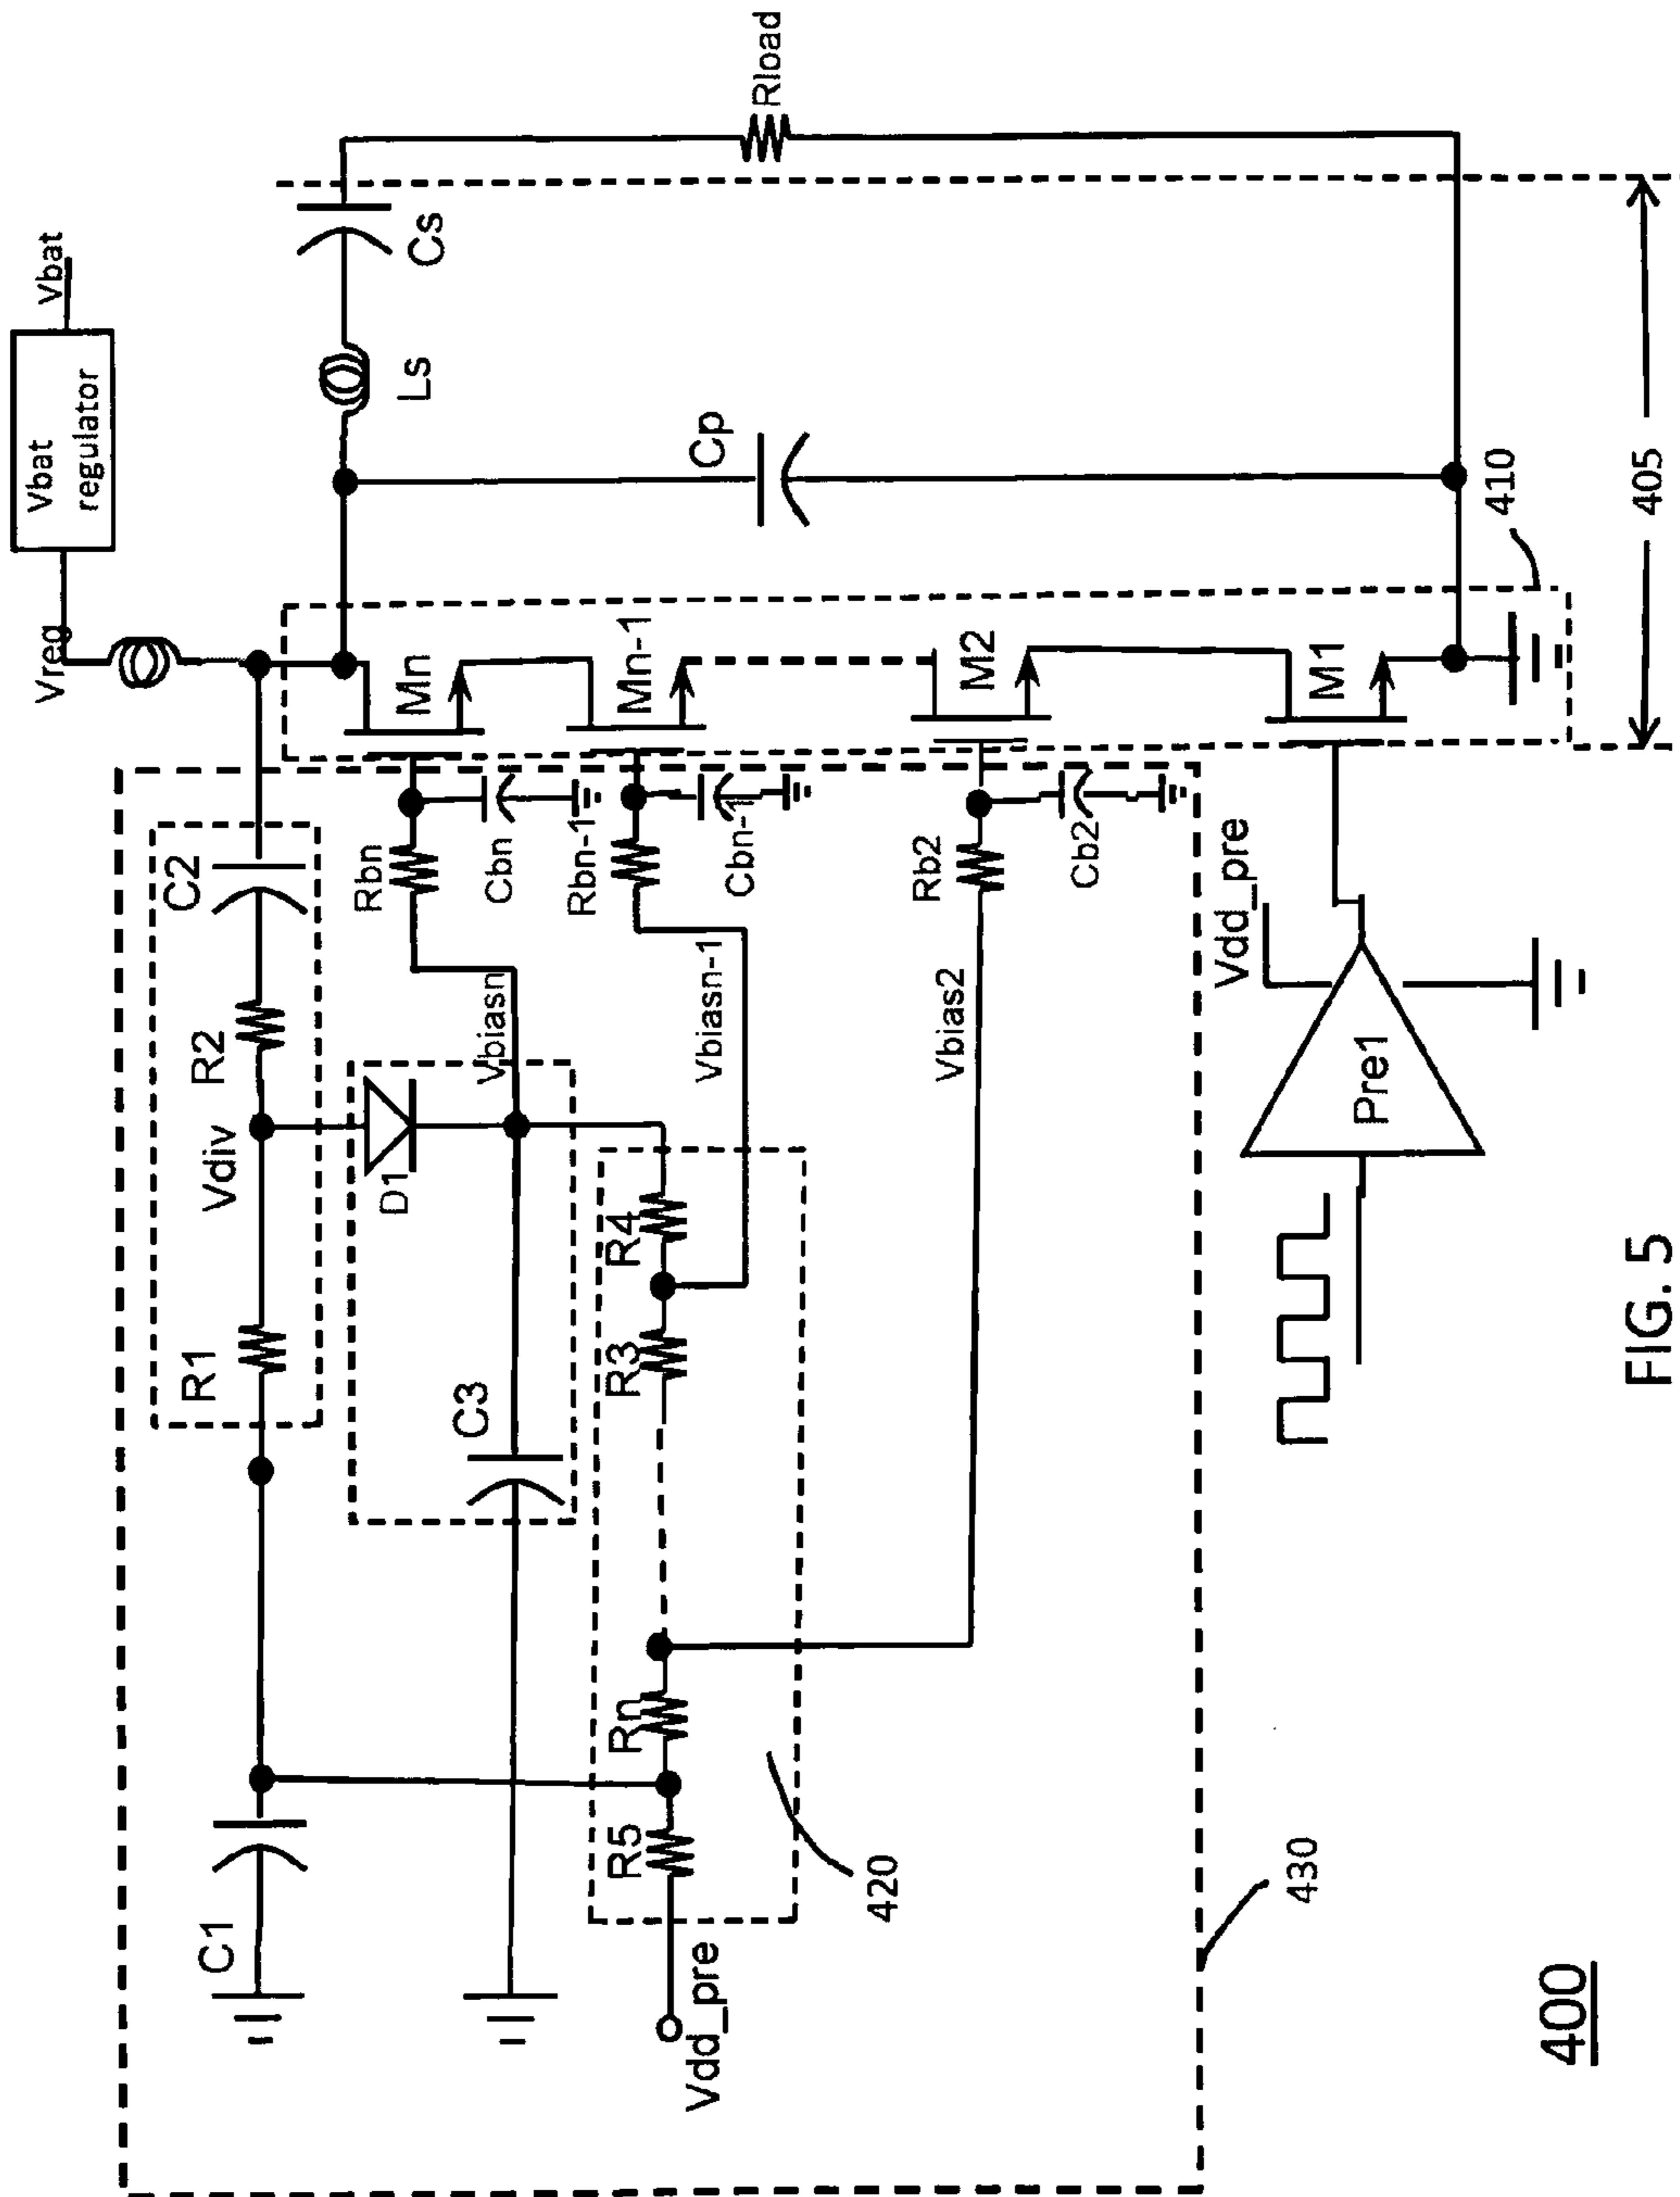 Vbat
Vbat
regulator
Vreg
Rload
Cs
Ls
Cp
Mn
Mn-1
M2
M1
410
405
C2
R2
Vdiv
R1
Rbn
Cbn
Rbn-1
Cbn-1
Rb2
Cb2
Vbiasn
Vbiasn-1
Vbias2
D1
C3
R4
R3
Rn
R5
C1
Vdd_pre
420
430
Vdd_pre
Pre1
400
FIG. 5